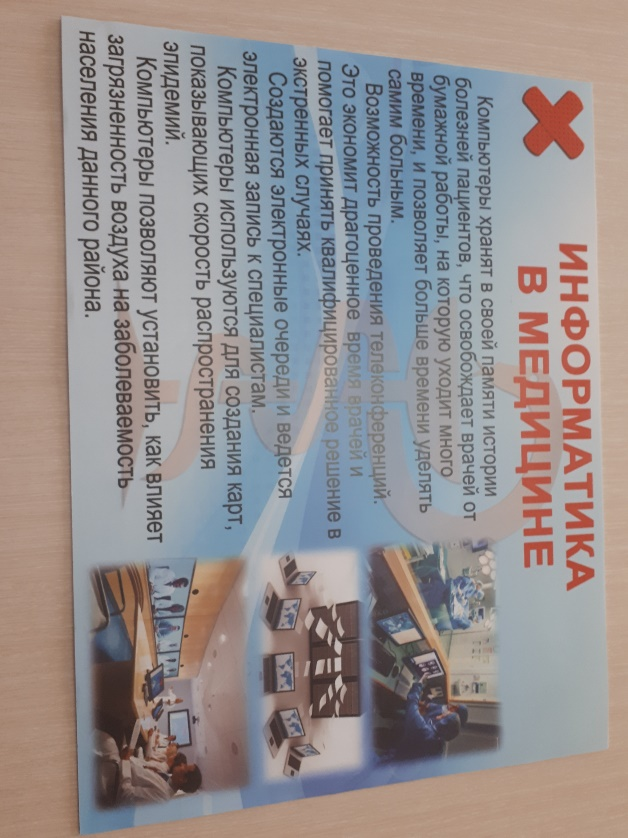 ИНФОРМАТИКА
В МЕДИЦИНЕ
Компьютеры хранят в своей памяти истории
болезней пациентов, что освобождает врачей от
бумажной работы, на которую уходит много
времени, и позволяет больше времени уделять
самим больным.
Возможность проведения телеконференций.
Это экономит драгоценное время врачей и
помогает принять квалифицированное решение в
экстренных случаях.
Создаются электронные очереди и ведется
электронная запись к специалистам.
Компьютеры используются для создания карт,
показывающих скорость распространения
эпидемий.
Компьютеры позволяют установить, как влияет
загрязненность воздуха на заболеваемость
населения данного района.